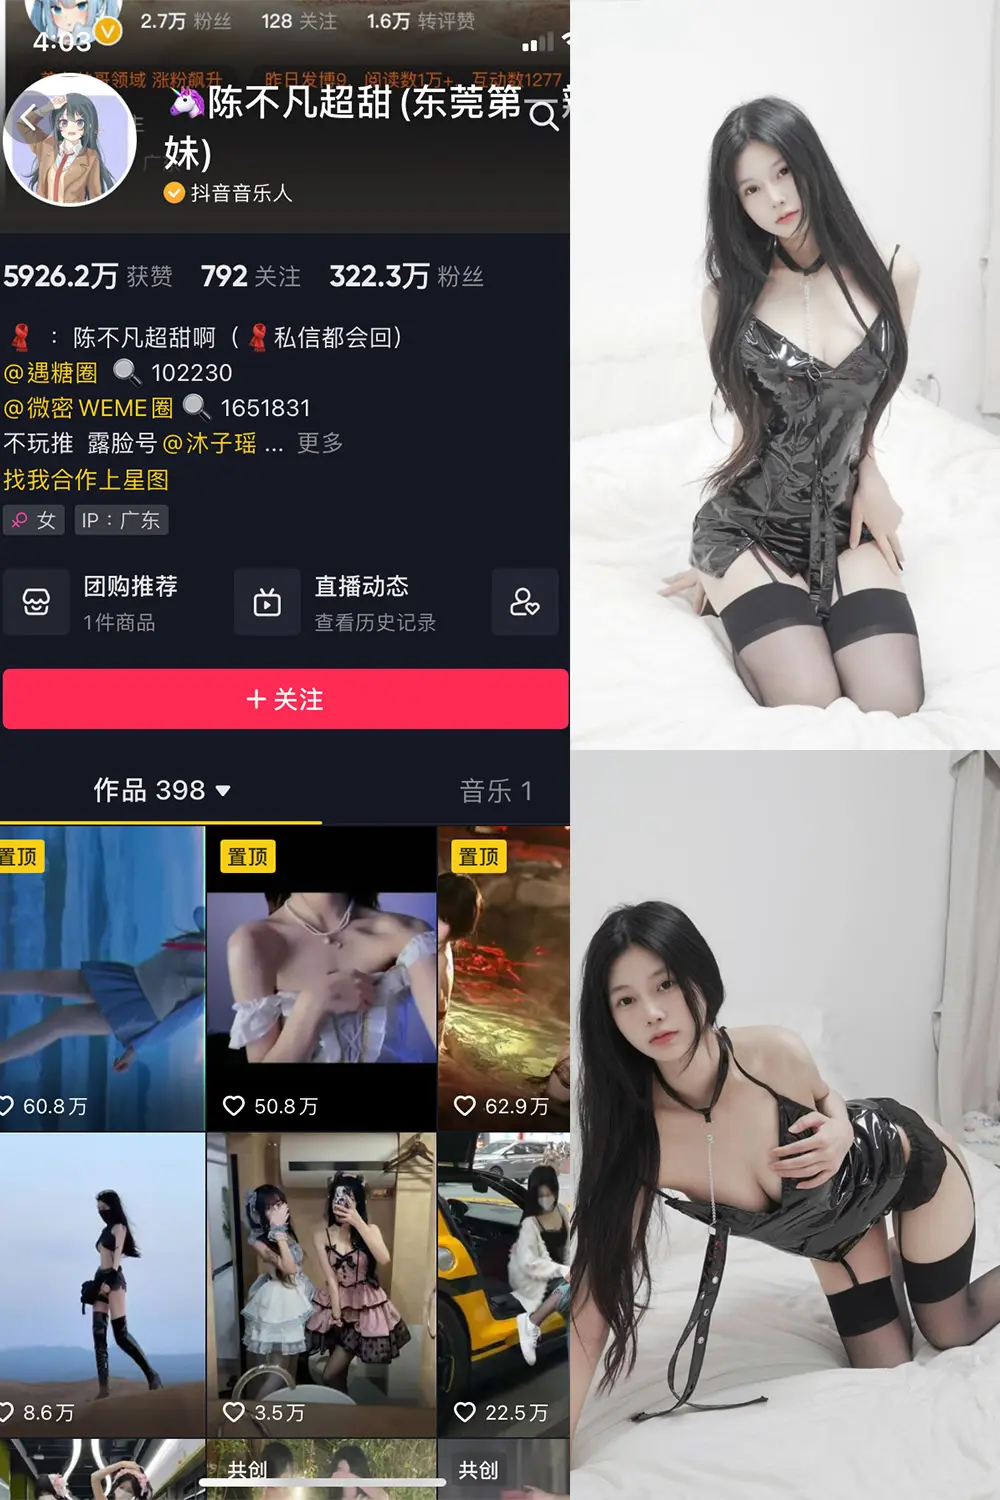 2.7万 粉丝 128 关注 1.6万 转评赞
4:03
领域 涨粉飙升 昨日发博9, 阅读数1万+, 互动数1277
陈不凡超甜(东莞第一
妹)
抖音音乐人
5926.2万 获赞 792 关注 322.3万 粉丝
： 陈不凡超甜啊（ 私信都会回）
@遇糖圈 102230
@微密WEME圈 1651831
不玩推 露脸号@沐子瑶... 更多
找我合作上星图
女 IP：广东
团购推荐 直播动态
1件商品 查看历史记录
+ 关注
作品 398 音乐 1
置顶 置顶 置顶
60.8万 50.8万 62.9万
8.6万 3.5万 22.5万
共创 共创